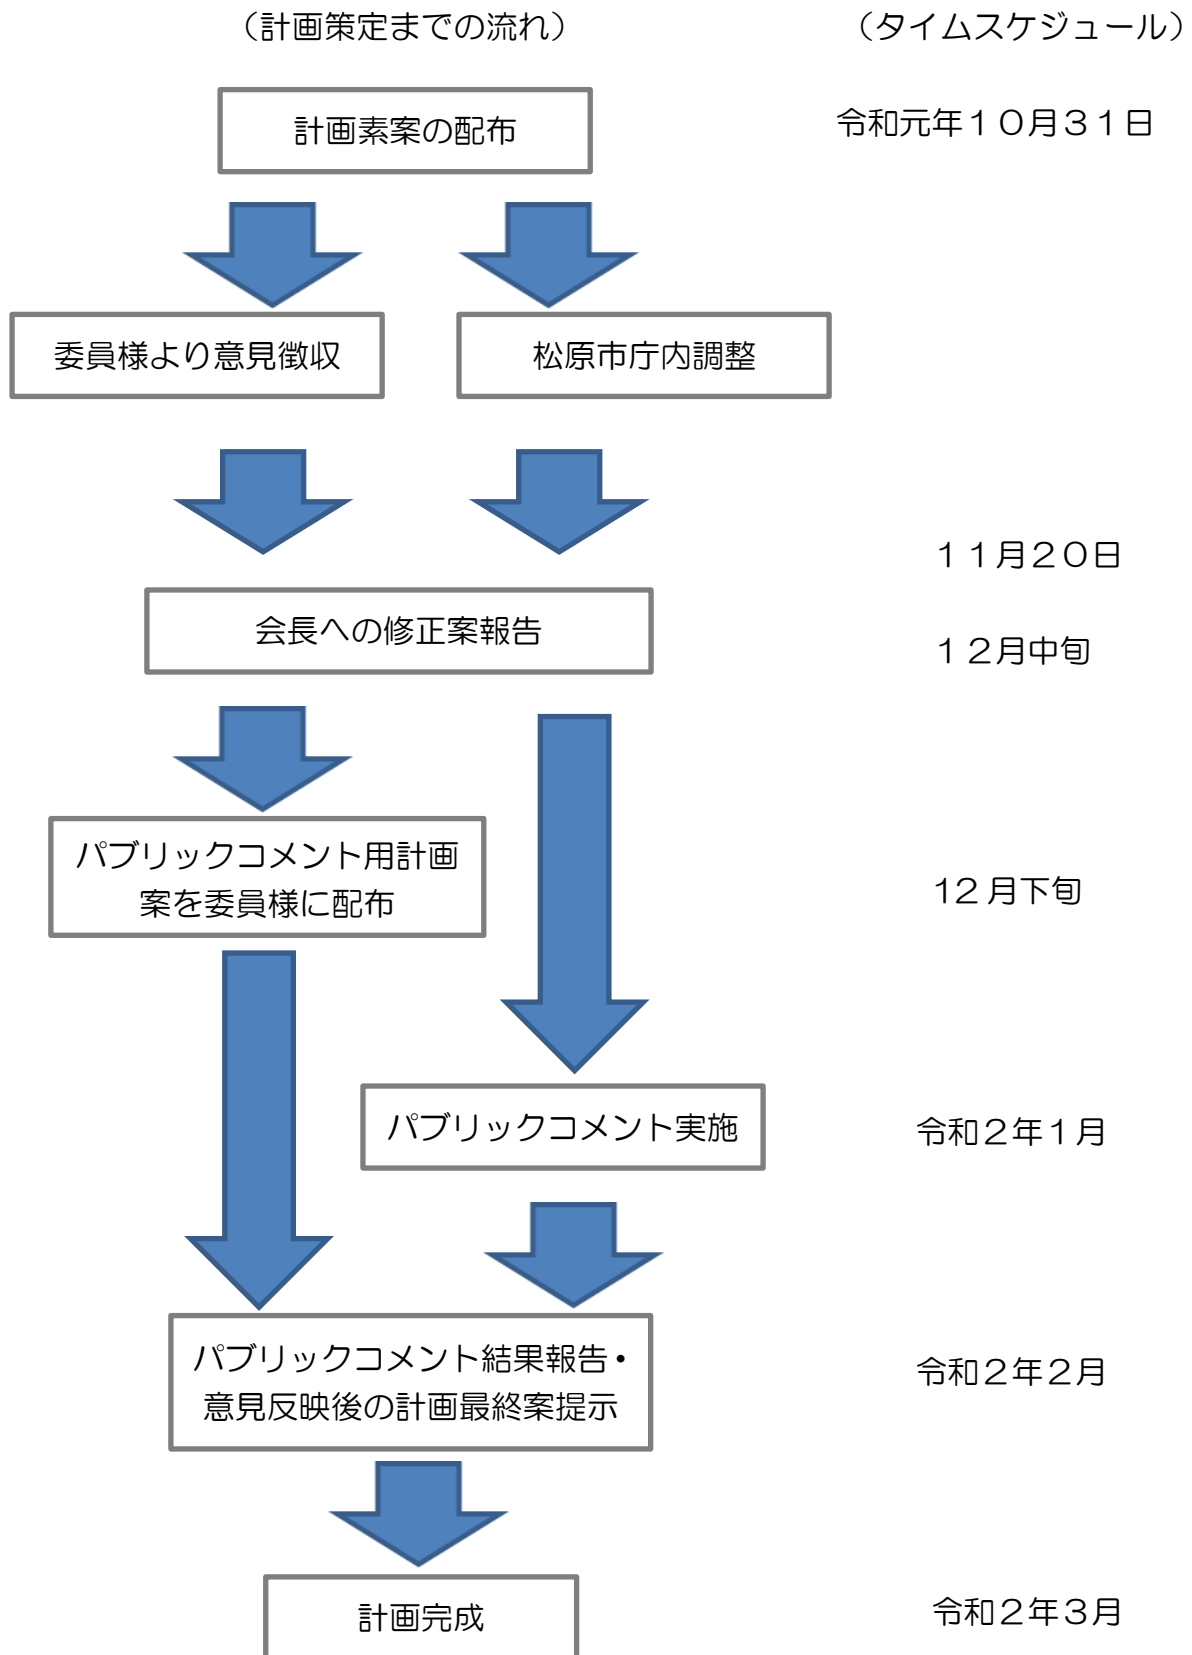 （計画策定までの流れ）
（タイムスケジュール）
計画素案の配布
令和元年１０月３１日
委員様より意見徴収
松原市庁内調整
１１月２０日
会長への修正案報告
１２月中旬
パブリックコメント用計画
案を委員様に配布
12 月下旬
パブリックコメント実施
令和２年１月
パブリックコメント結果報告・
意見反映後の計画最終案提示
令和２年２月
計画完成
令和２年３月